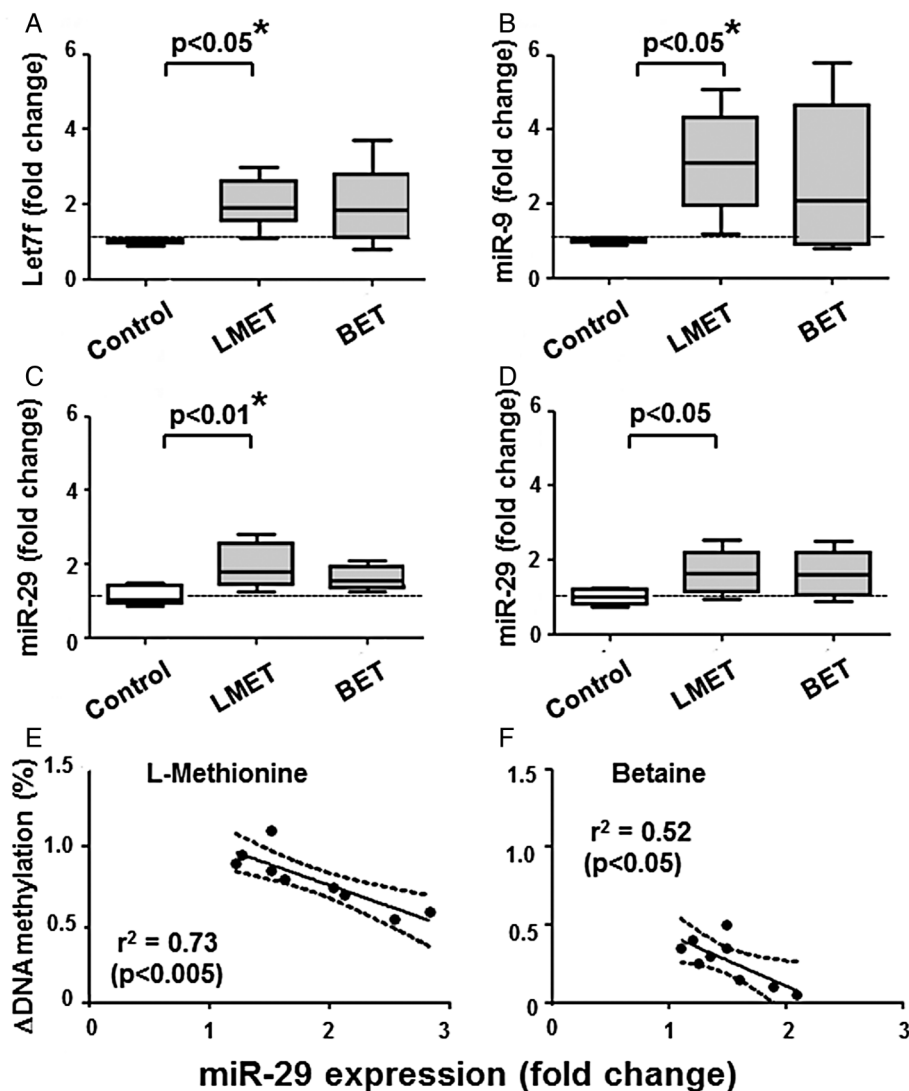 A
p<0.05*
Let7f (fold change)
6
4
2
0
Control
LMET
BET
B
p<0.05*
miR-9 (fold change)
6
4
2
0
Control
LMET
BET
C
p<0.01*
miR-29 (fold change)
6
4
2
0
Control
LMET
BET
D
p<0.05
miR-29 (fold change)
6
4
2
0
Control
LMET
BET
E
L-Methionine
ΔDNA methylation (%)
1.5
1.0
0.5
0
r² = 0.73
(p<0.005)
0
1
2
3
F
Betaine
1.5
1.0
0.5
0
r² = 0.52
(p<0.05)
0
1
2
3
miR-29 expression (fold change)